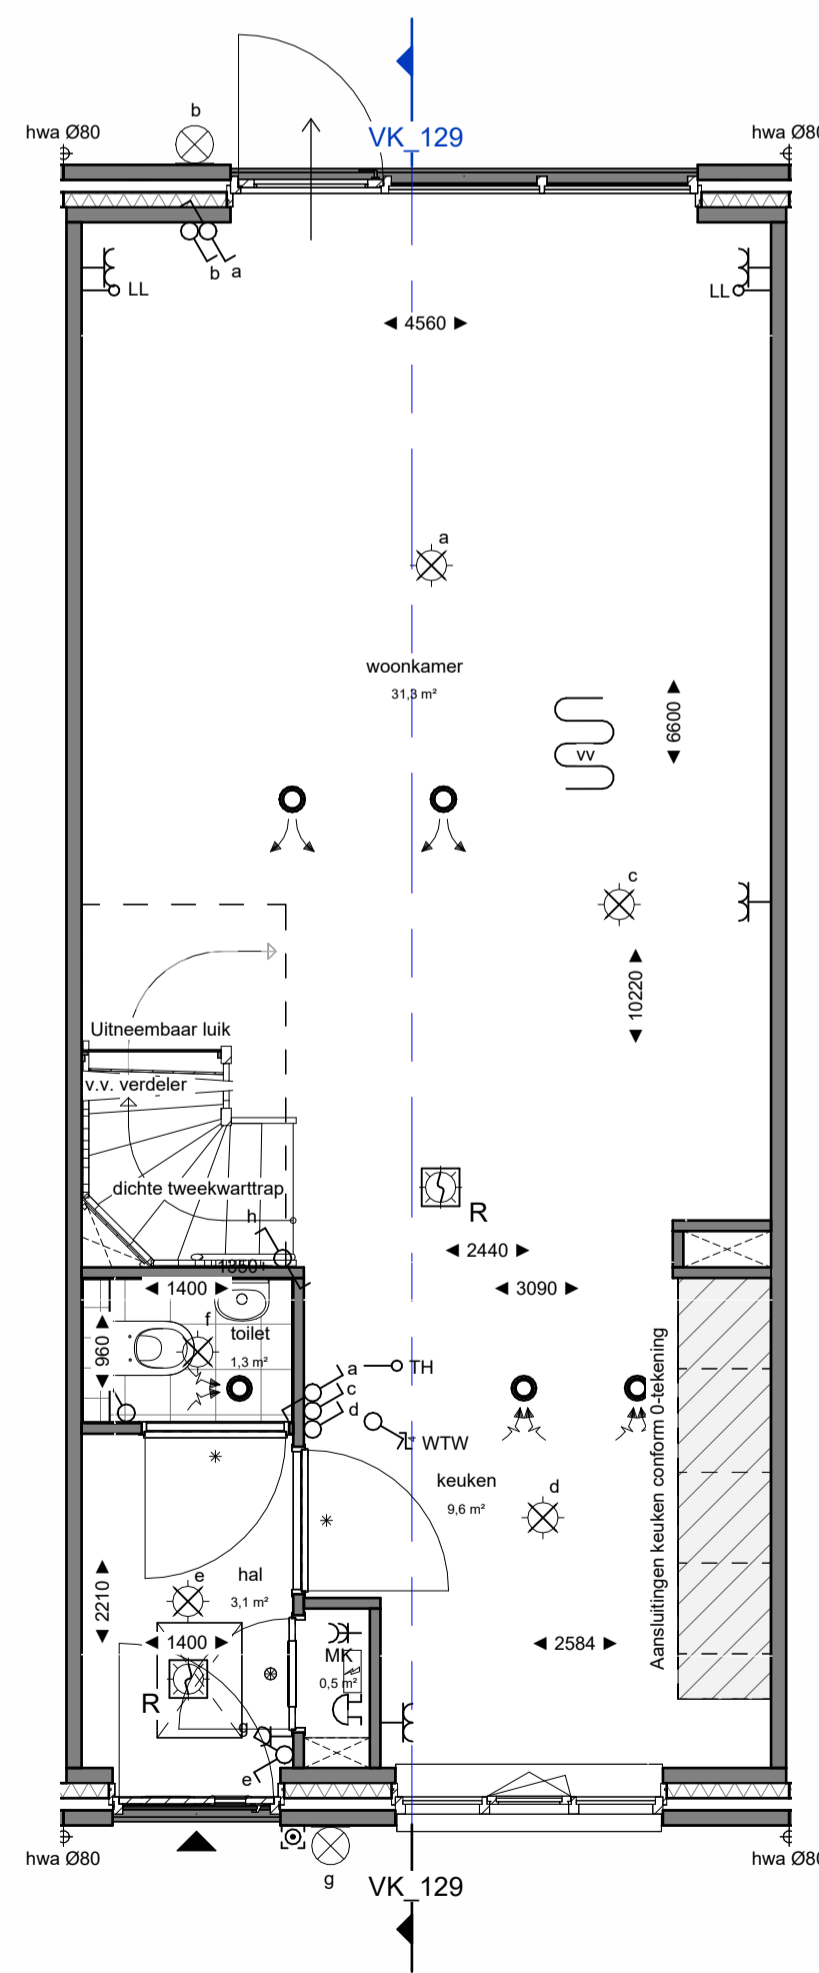 b
hwa Ø80
VK_129
hwa Ø80
b a
LL
LL
4560
a
woonkamer
31,3 m²
6600
vv
c
10220
Uitneembaar luik
v.v. verdeler
dichte tweekwarttrap
h
R
1350
2440
1400
3090
f
toilet
960
1,3 m²
a
TH
c
d
WTW
Aansluitingen keuken conform 0-tekening
keuken
9,6 m²
d
e
hal
3,1 m²
2210
1400
2584
MK
0,5 m²
R
g
e
hwa Ø80
hwa Ø80
g
VK_129